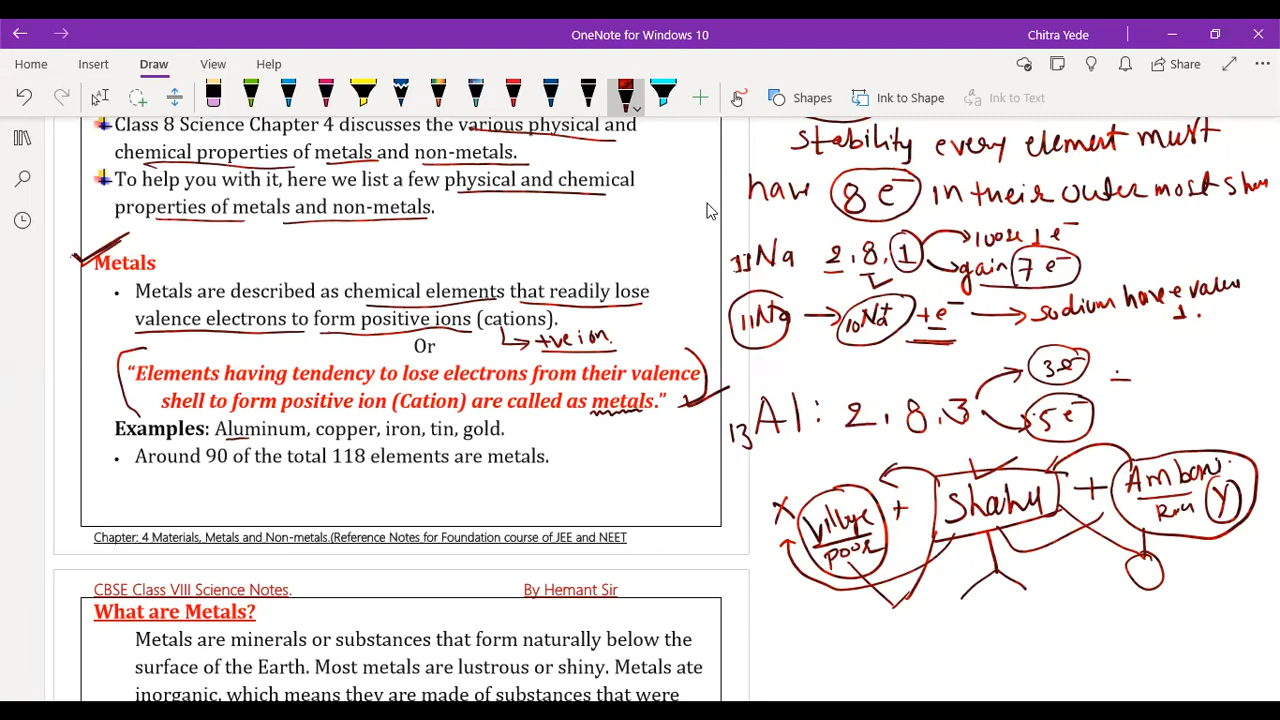 OneNote for Windows 10
Chitra Yede
Home Insert Draw View Help
Share
Shapes
Ink to Shape
Ink to Text
Class 8 Science Chapter 4 discusses the various physical and
chemical properties of metals and non-metals.
To help you with it, here we list a few physical and chemical
properties of metals and non-metals.
Metals
• Metals are described as chemical elements that readily lose
valence electrons to form positive ions (cations).
Or
→ +ve ion.
“Elements having tendency to lose electrons from their valence
shell to form positive ion (Cation) are called as metals.”
Examples: Aluminum, copper, iron, tin, gold.
• Around 90 of the total 118 elements are metals.
Chapter: 4 Materials, Metals and Non-metals.(Reference Notes for Foundation course of JEE and NEET
CBSE Class VIII Science Notes. By Hemant Sir
What are Metals?
Metals are minerals or substances that form naturally below the
surface of the Earth. Most metals are lustrous or shiny. Metals ate
inorganic, which means they are made of substances that were
stability every element must
have 8 e⁻ in their outer most
11Na 2, 8, 1 → loose 1 e⁻
→ gain 7 e⁻
→ 10Na⁺ + e⁻ → sodium have
1.
3e⁻
13Al : 2, 8, 3
5e⁻
x Village + Shahu +
poor
Y